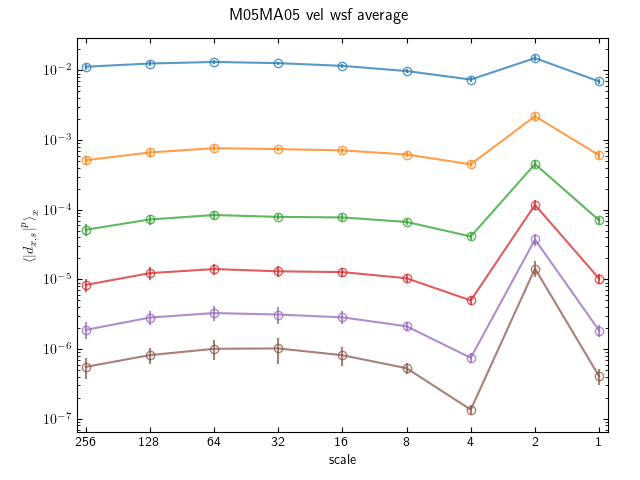 M05MA05 vel wsf average
10⁻²
10⁻³
10⁻⁴
10⁻⁵
10⁻⁶
10⁻⁷
⟨|d_{x,s}|^p⟩_x
256 128 64 32 16 8 4 2 1
scale